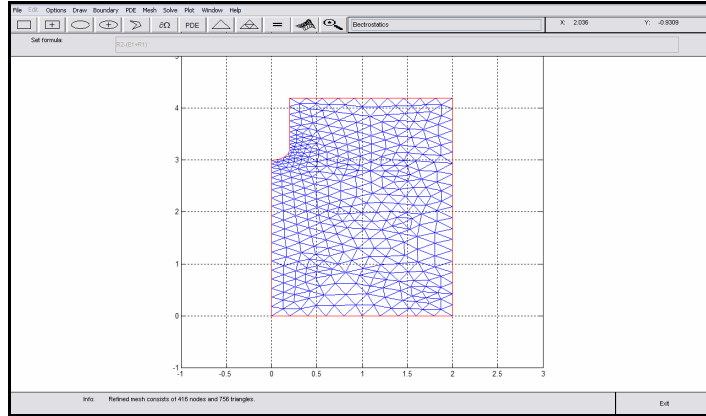 File Edit Options Draw Boundary PDE Mesh Solve Plot Window Help
∂Ω PDE = Electrostatics X: 2.036 Y: -0.9309
Set formula: R2-(E1+R1)
5
4
3
2
1
0
-1
-1 -0.5 0 0.5 1 1.5 2 2.5 3
Info: Refined mesh consists of 416 nodes and 756 triangles. Exit